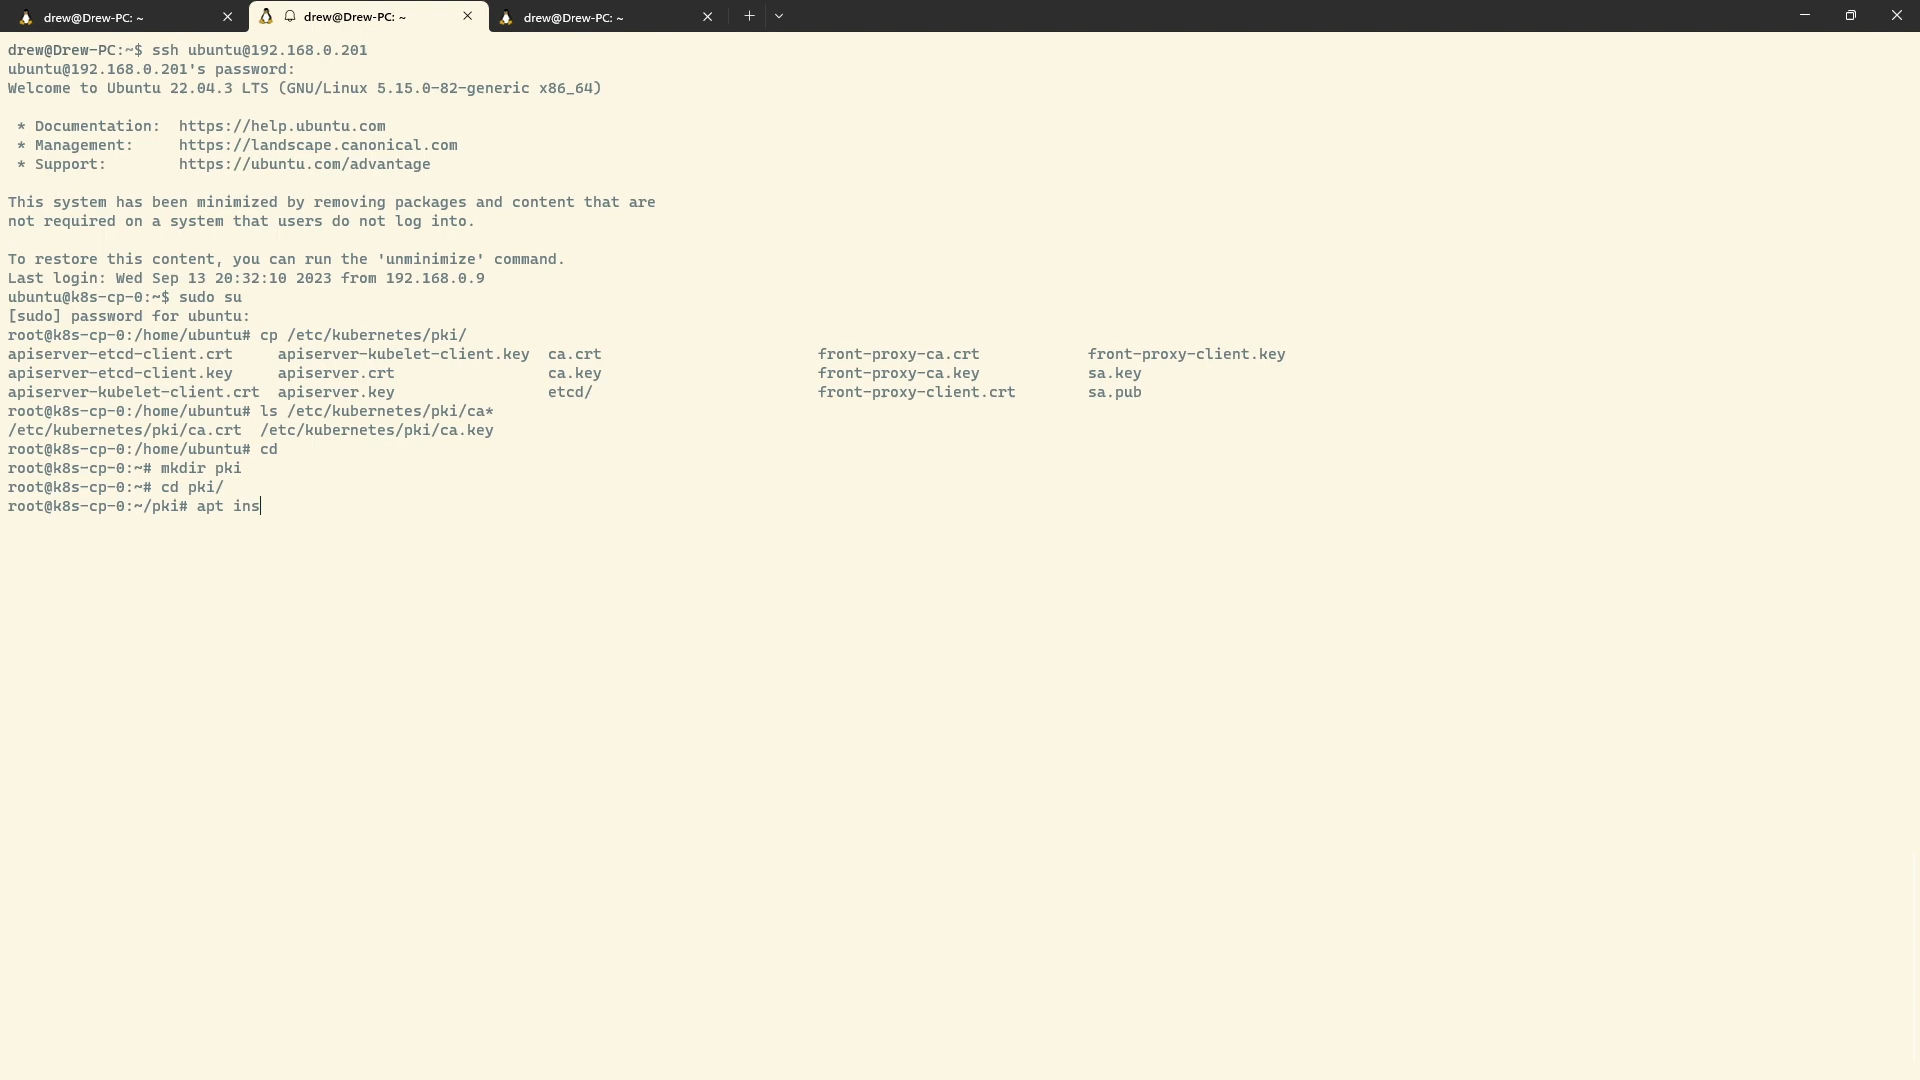 drew@Drew-PC: ~
drew@Drew-PC: ~
drew@Drew-PC: ~
drew@Drew-PC:~$ ssh ubuntu@192.168.0.201
ubuntu@192.168.0.201's password:
Welcome to Ubuntu 22.04.3 LTS (GNU/Linux 5.15.0-82-generic x86_64)
* Documentation:  https://help.ubuntu.com
* Management:     https://landscape.canonical.com
* Support:        https://ubuntu.com/advantage
This system has been minimized by removing packages and content that are
not required on a system that users do not log into.
To restore this content, you can run the 'unminimize' command.
Last login: Wed Sep 13 20:32:10 2023 from 192.168.0.9
ubuntu@k8s-cp-0:~$ sudo su
[sudo] password for ubuntu:
root@k8s-cp-0:/home/ubuntu# cp /etc/kubernetes/pki/
apiserver-etcd-client.crt     apiserver-kubelet-client.key  ca.crt                        front-proxy-ca.crt            front-proxy-client.key
apiserver-etcd-client.key     apiserver.crt                 ca.key                        front-proxy-ca.key            sa.key
apiserver-kubelet-client.crt  apiserver.key                 etcd/                         front-proxy-client.crt        sa.pub
root@k8s-cp-0:/home/ubuntu# ls /etc/kubernetes/pki/ca*
/etc/kubernetes/pki/ca.crt  /etc/kubernetes/pki/ca.key
root@k8s-cp-0:/home/ubuntu# cd
root@k8s-cp-0:~# mkdir pki
root@k8s-cp-0:~# cd pki/
root@k8s-cp-0:~/pki# apt ins